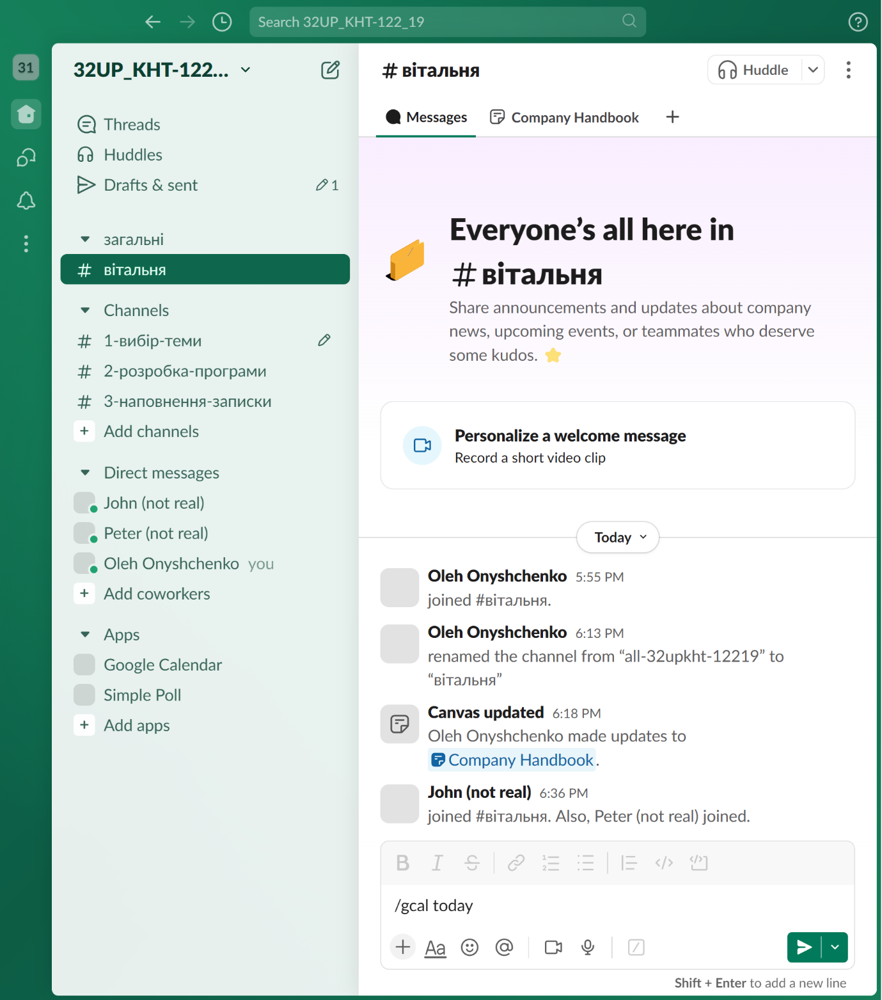 Search 32UP_КНТ-122_19
31
32UP_КНТ-122...
Threads
Huddles
Drafts & sent
1
загальні
# вітальня
Channels
# 1-вибір-теми
# 2-розробка-програми
# 3-наповнення-записки
+ Add channels
Direct messages
John (not real)
Peter (not real)
Oleh Onyshchenko you
+ Add coworkers
Apps
Google Calendar
Simple Poll
+ Add apps
# вітальня
Huddle
Messages
Company Handbook
+
Everyone’s all here in
# вітальня
Share announcements and updates about company
news, upcoming events, or teammates who deserve
some kudos. ⭐
Personalize a welcome message
Record a short video clip
Today
Oleh Onyshchenko 5:55 PM
joined #вітальня.
Oleh Onyshchenko 6:13 PM
renamed the channel from “all-32upkht-12219” to
“вітальня”
Canvas updated 6:18 PM
Oleh Onyshchenko made updates to
Company Handbook.
John (not real) 6:36 PM
joined #вітальня. Also, Peter (not real) joined.
B I S
/gcal today
+ Aa @
Shift + Enter to add a new line